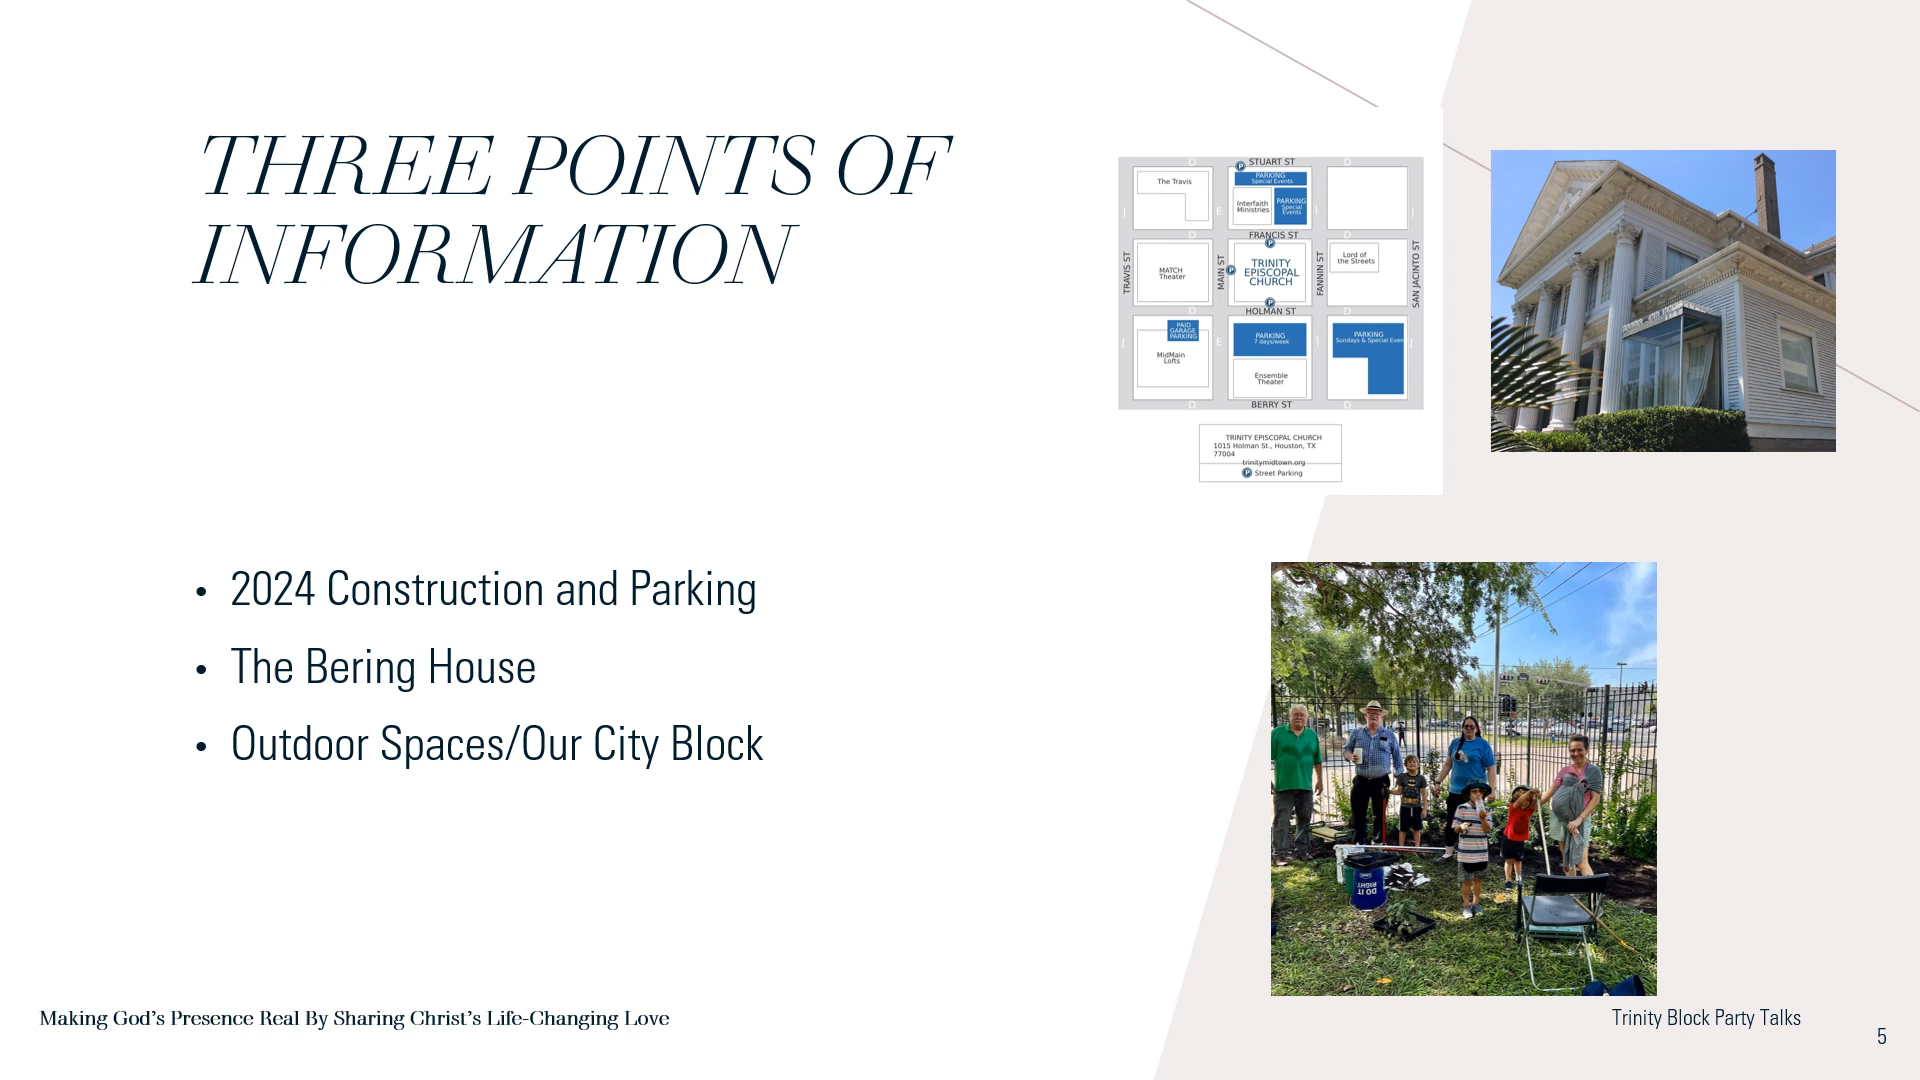 THREE POINTS OF
INFORMATION
• 2024 Construction and Parking
• The Bering House
• Outdoor Spaces/Our City Block
D
STUART ST
D
P
The Travis
PARKING
Special Events
Interfaith
Ministries
PARKING
Special
Events
J
E
J
J
D
FRANCIS ST
D
P
TRAVIS ST
MATCH
Theater
MAIN ST
P
TRINITY
EPISCOPAL
CHURCH
FANNIN ST
Lord of
the Streets
SAN JACINTO ST
P
D
HOLMAN ST
D
PAID
GARAGE
PARKING
MidMain
Lofts
PARKING
7 days/week
PARKING
Sundays & Special Even
J
E
J
J
Ensemble
Theater
D
BERRY ST
D
TRINITY EPISCOPAL CHURCH
1015 Holman St., Houston, TX
77004
trinitymidtown.org
P Street Parking
DO IT
RIGHT
Making God's Presence Real By Sharing Christ's Life-Changing Love
Trinity Block Party Talks
5